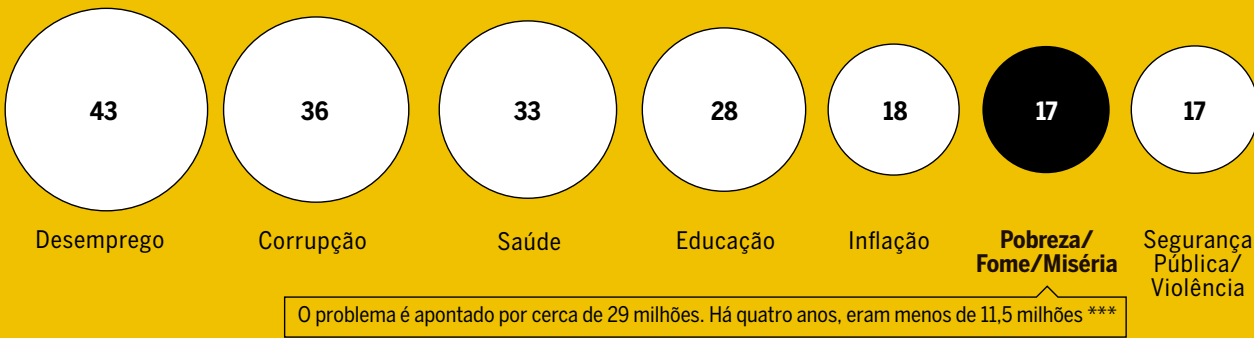 43 36 33 28 18 17 17
Desemprego Corrupção Saúde Educação Inflação Pobreza/ Segurança
Fome/Miséria Pública/
Violência
O problema é apontado por cerca de 29 milhões. Há quatro anos, eram menos de 11,5 milhões ***